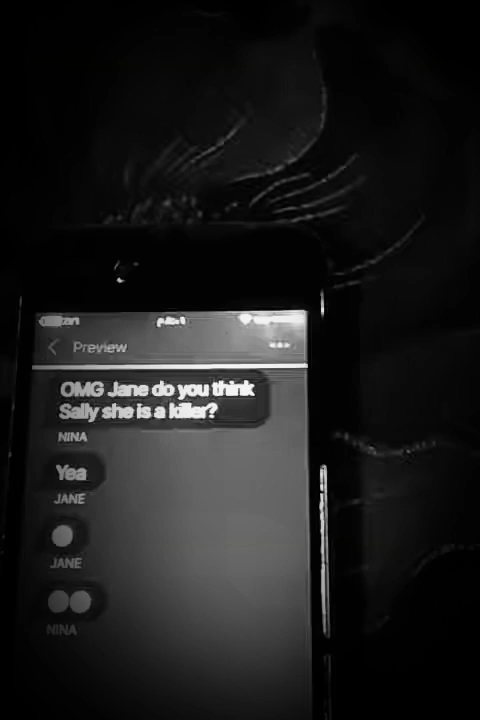 Preview
OMG Jane do you think
Sally she is a killer?
NINA
Yea
JANE
JANE
NINA